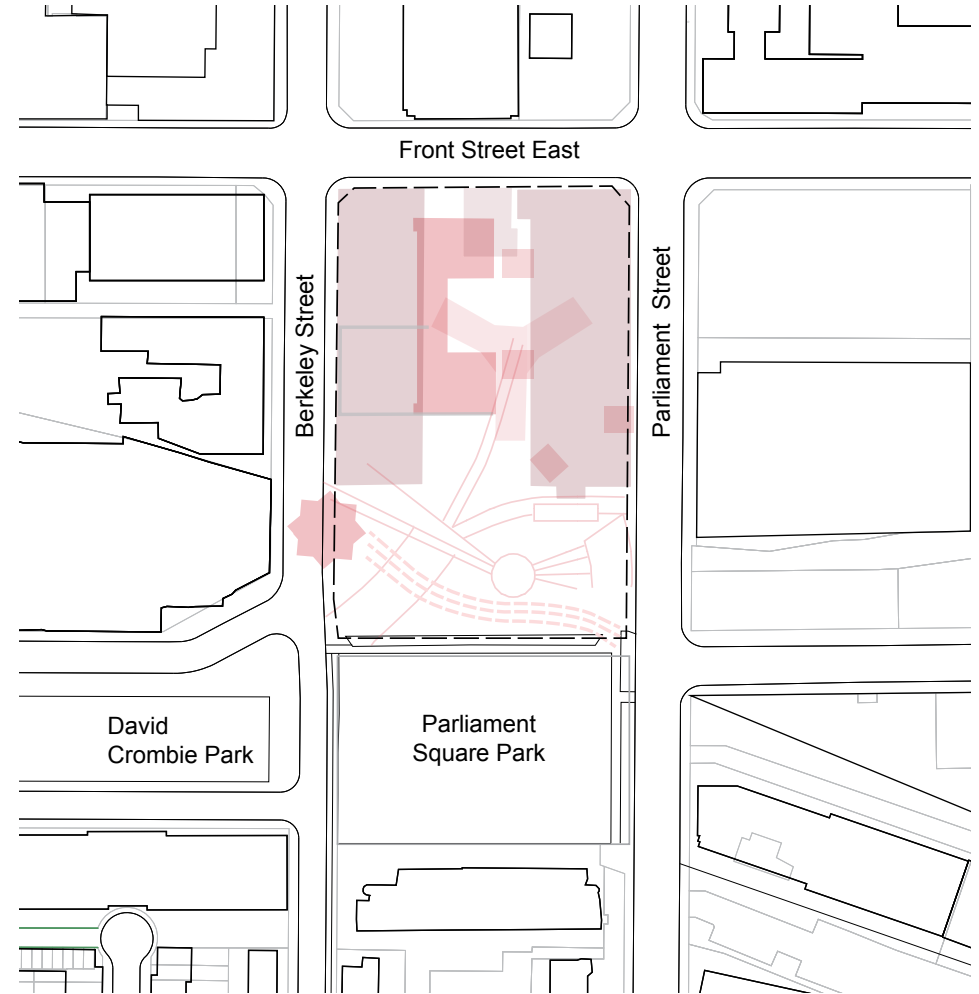 Front Street East
Berkeley Street
Parliament Street
David
Crombie Park
Parliament
Square Park